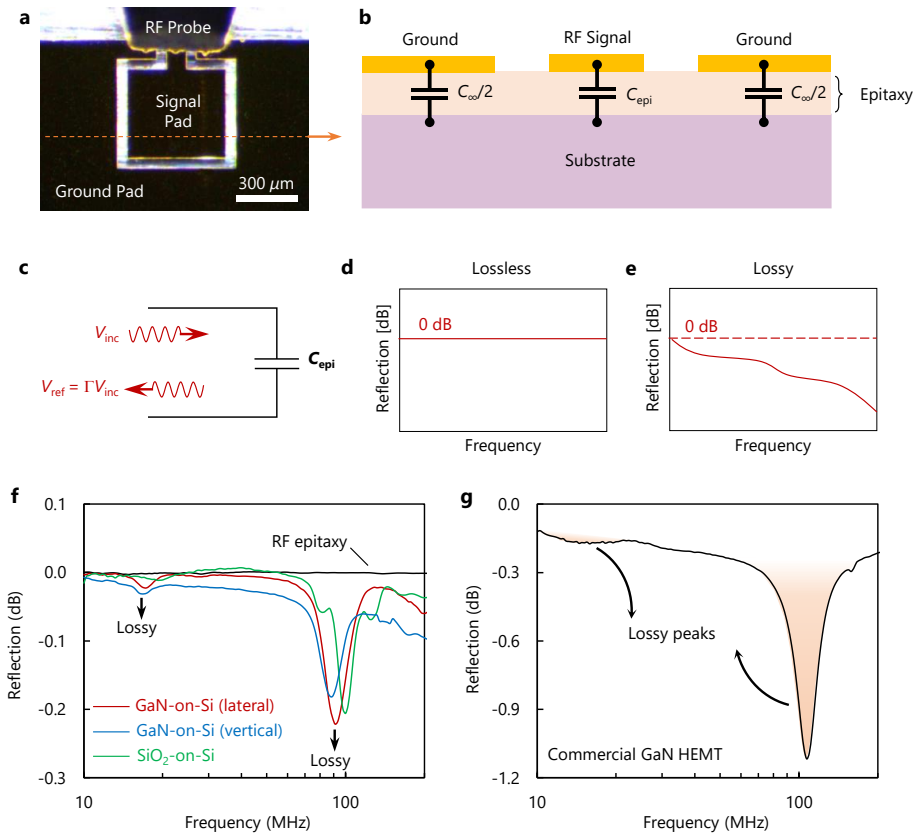 a
RF Probe
Signal
Pad
Ground Pad
300 μm
b
Ground
RF Signal
Ground
C∞/2
Cepi
C∞/2
Epitaxy
Substrate
c
Vinc
Vref = ΓVinc
Cepi
d
Lossless
Reflection [dB]
0 dB
Frequency
e
Lossy
Reflection [dB]
0 dB
Frequency
f
Reflection (dB)
0.1
0.0
-0.1
-0.2
-0.3
RF epitaxy
Lossy
GaN-on-Si (lateral)
GaN-on-Si (vertical)
SiO2-on-Si
Lossy
10
100
Frequency (MHz)
g
Reflection (dB)
0.0
-0.3
-0.6
-0.9
-1.2
Lossy peaks
Commercial GaN HEMT
10
100
Frequency (MHz)